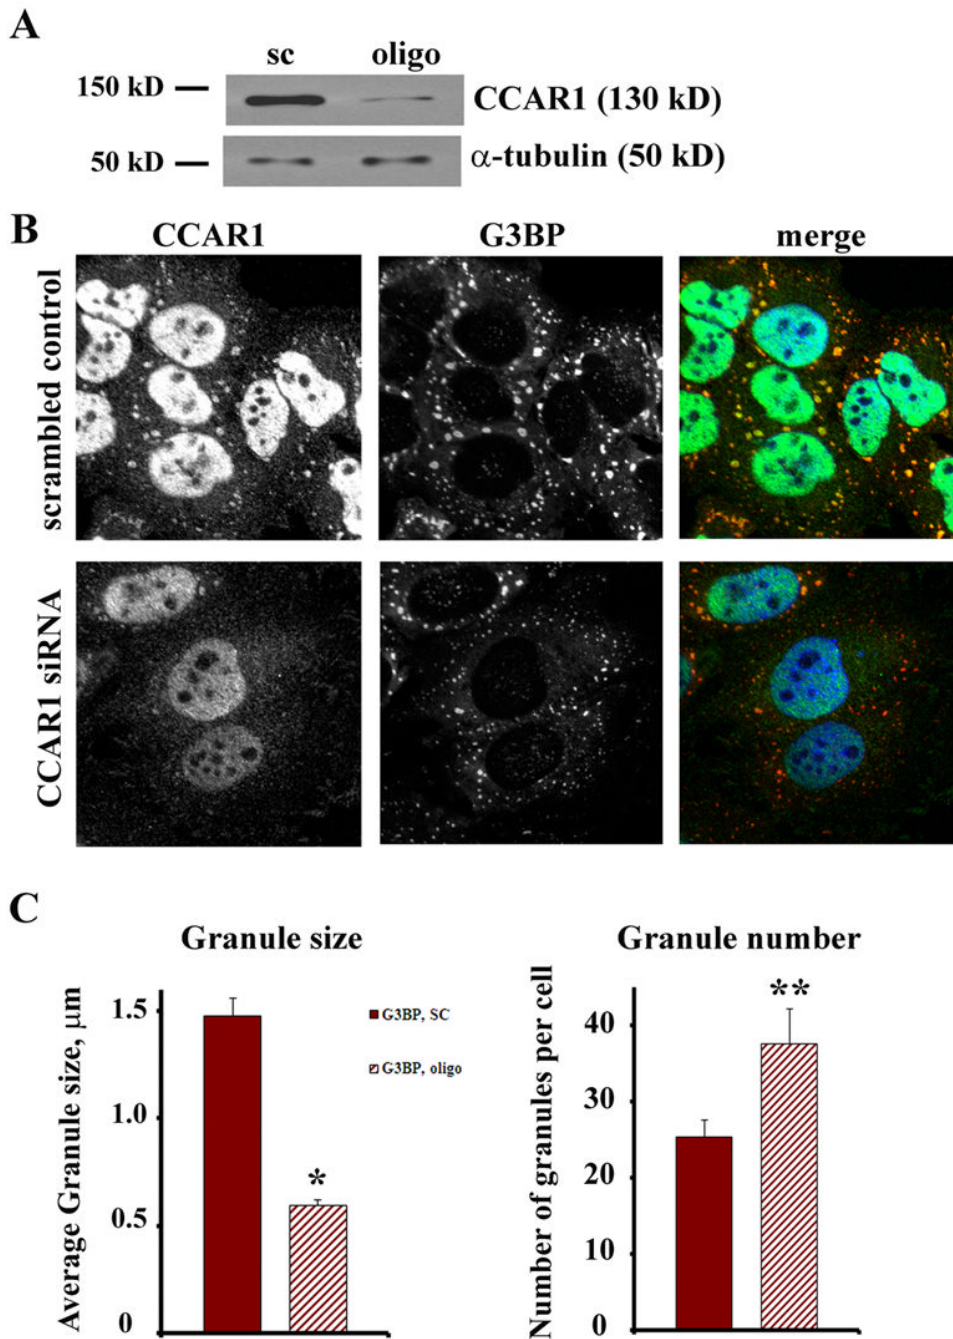 A
sc oligo
150 kD
CCAR1 (130 kD)
50 kD
α-tubulin (50 kD)
B
CCAR1 G3BP merge
scrambled control
CCAR1 siRNA
C
Granule size
Average Granule size, μm
1.5
1.0
0.5
0
*
G3BP, SC
G3BP, oligo
Granule number
Number of granules per cell
40
30
20
10
0
**